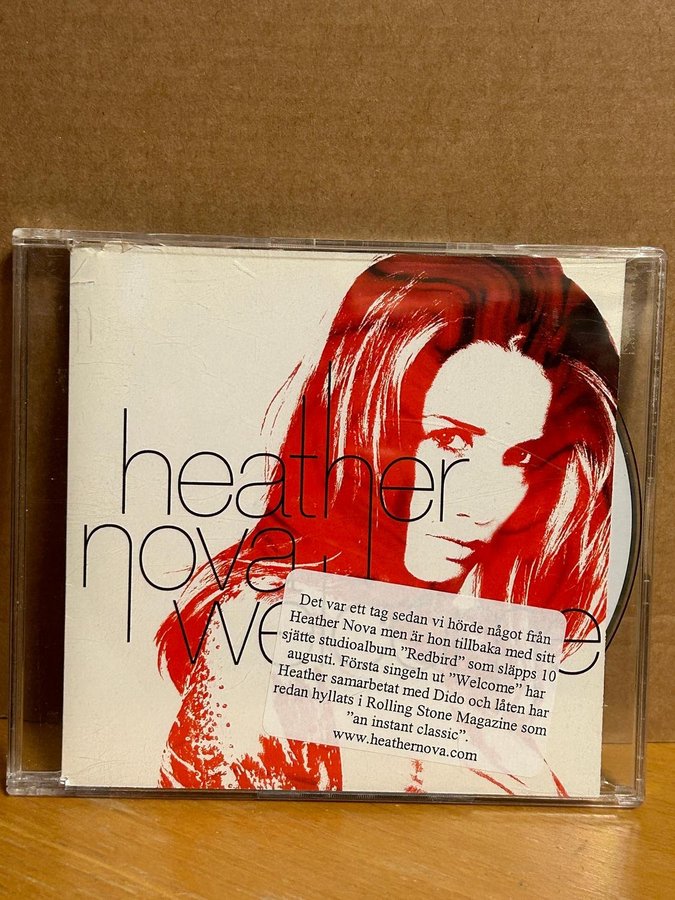 heather
nova
we e
Det var ett tag sedan vi hörde något från
Heather Nova men är hon tillbaka med sitt
sjätte studioalbum "Redbird" som släpps 10
augusti. Första singeln ut "Welcome" har
Heather samarbetat med Dido och låten har
redan hyllats i Rolling Stone Magazine som
"an instant classic".
www.heathernova.com